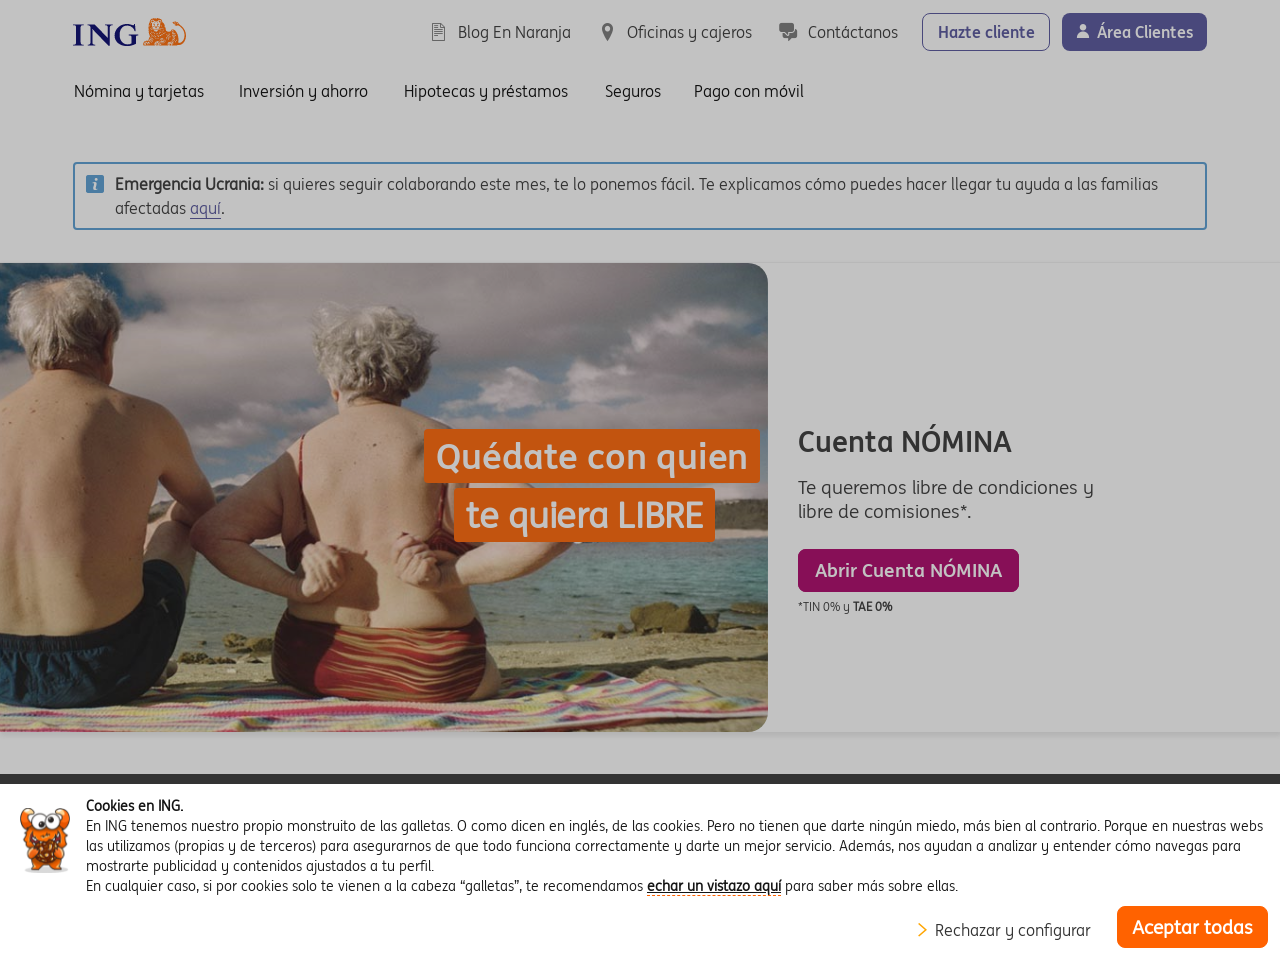 ING
Blog En Naranja
Oficinas y cajeros
Contáctanos
Hazte cliente
Área Clientes
Nómina y tarjetas
Inversión y ahorro
Hipotecas y préstamos
Seguros
Pago con móvil
Emergencia Ucrania: si quieres seguir colaborando este mes, te lo ponemos fácil. Te explicamos cómo puedes hacer llegar tu ayuda a las familias
afectadas aquí.
Quédate con quien
te quiera LIBRE
Cuenta NÓMINA
Te queremos libre de condiciones y
libre de comisiones*.
Abrir Cuenta NÓMINA
*TIN 0% y TAE 0%
Cookies en ING.
En ING tenemos nuestro propio monstruito de las galletas. O como dicen en inglés, de las cookies. Pero no tienen que darte ningún miedo, más bien al contrario. Porque en nuestras webs
las utilizamos (propias y de terceros) para asegurarnos de que todo funciona correctamente y darte un mejor servicio. Además, nos ayudan a analizar y entender cómo navegas para
mostrarte publicidad y contenidos ajustados a tu perfil.
En cualquier caso, si por cookies solo te vienen a la cabeza “galletas”, te recomendamos echar un vistazo aquí para saber más sobre ellas.
Rechazar y configurar
Aceptar todas